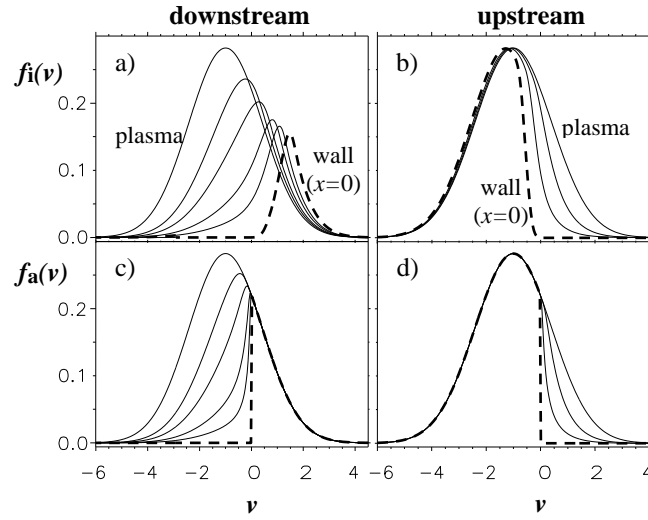 downstream upstream
fi(v) a) b)
0.2
plasma plasma
0.1 wall wall
(x=0) (x=0)
0.0
fa(v) c) d)
0.2
0.1
0.0
-6 -4 -2 0 2 4 -6 -4 -2 0 2 4
v v